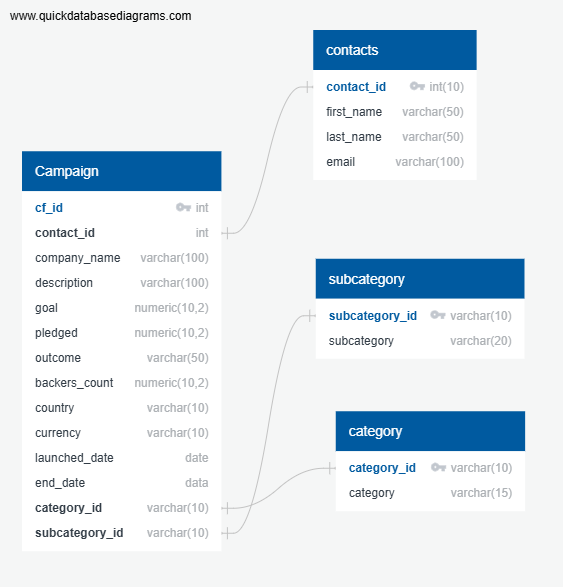 www.quickdatabasediagrams.com
contacts
contact_id int(10)
first_name varchar(50)
last_name varchar(50)
email varchar(100)
Campaign
cf_id int
contact_id int
company_name varchar(100)
description varchar(100)
goal numeric(10,2)
pledged numeric(10,2)
outcome varchar(50)
backers_count numeric(10,2)
country varchar(10)
currency varchar(10)
launched_date date
end_date data
category_id varchar(10)
subcategory_id varchar(10)
subcategory
subcategory_id varchar(10)
subcategory varchar(20)
category
category_id varchar(10)
category varchar(15)